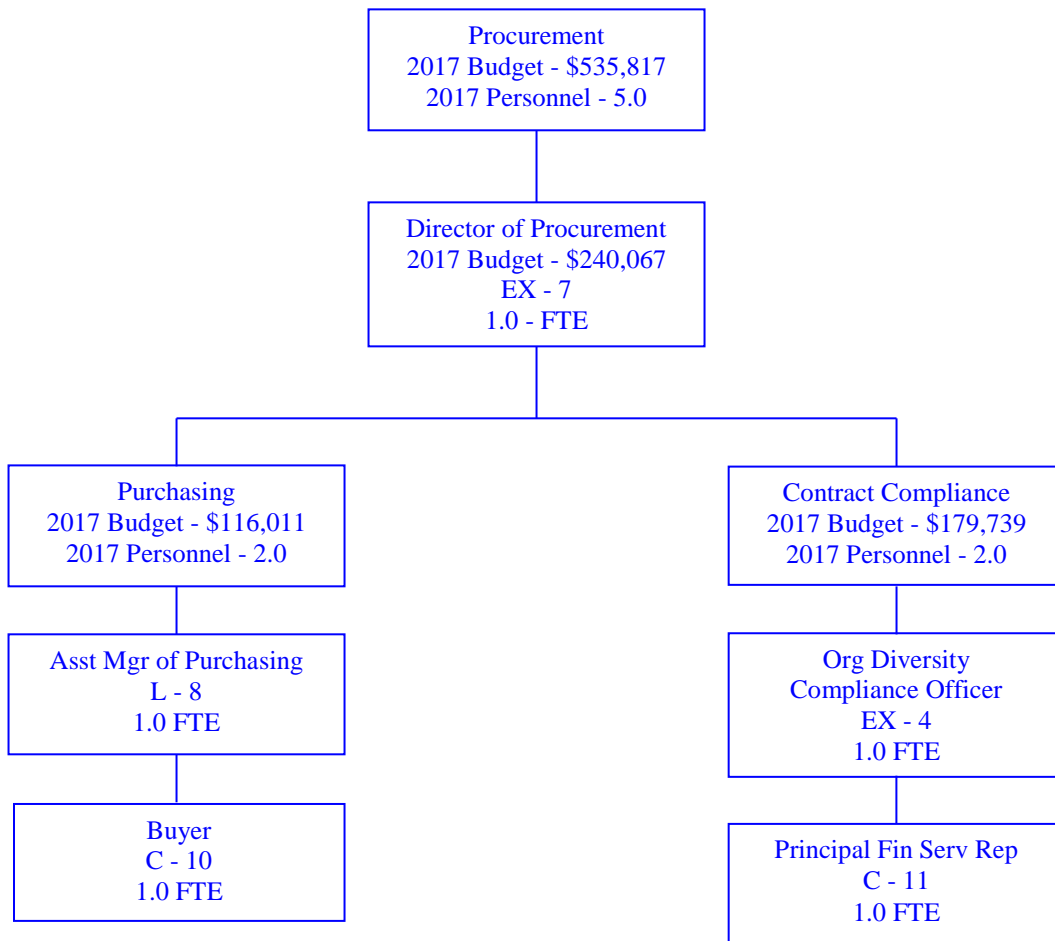 Procurement
2017 Budget - $535,817
2017 Personnel - 5.0
Director of Procurement
2017 Budget - $240,067
EX - 7
1.0 - FTE
Purchasing
2017 Budget - $116,011
2017 Personnel - 2.0
Contract Compliance
2017 Budget - $179,739
2017 Personnel - 2.0
Asst Mgr of Purchasing
L - 8
1.0 FTE
Org Diversity
Compliance Officer
EX - 4
1.0 FTE
Buyer
C - 10
1.0 FTE
Principal Fin Serv Rep
C - 11
1.0 FTE